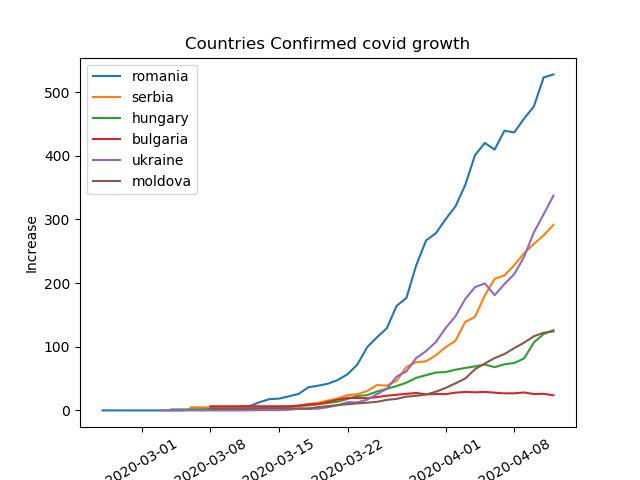 Countries Confirmed covid growth
romania
serbia
hungary
bulgaria
ukraine
moldova
Increase
500
400
300
200
100
0
2020-03-01
2020-03-08
2020-03-15
2020-03-22
2020-04-01
2020-04-08